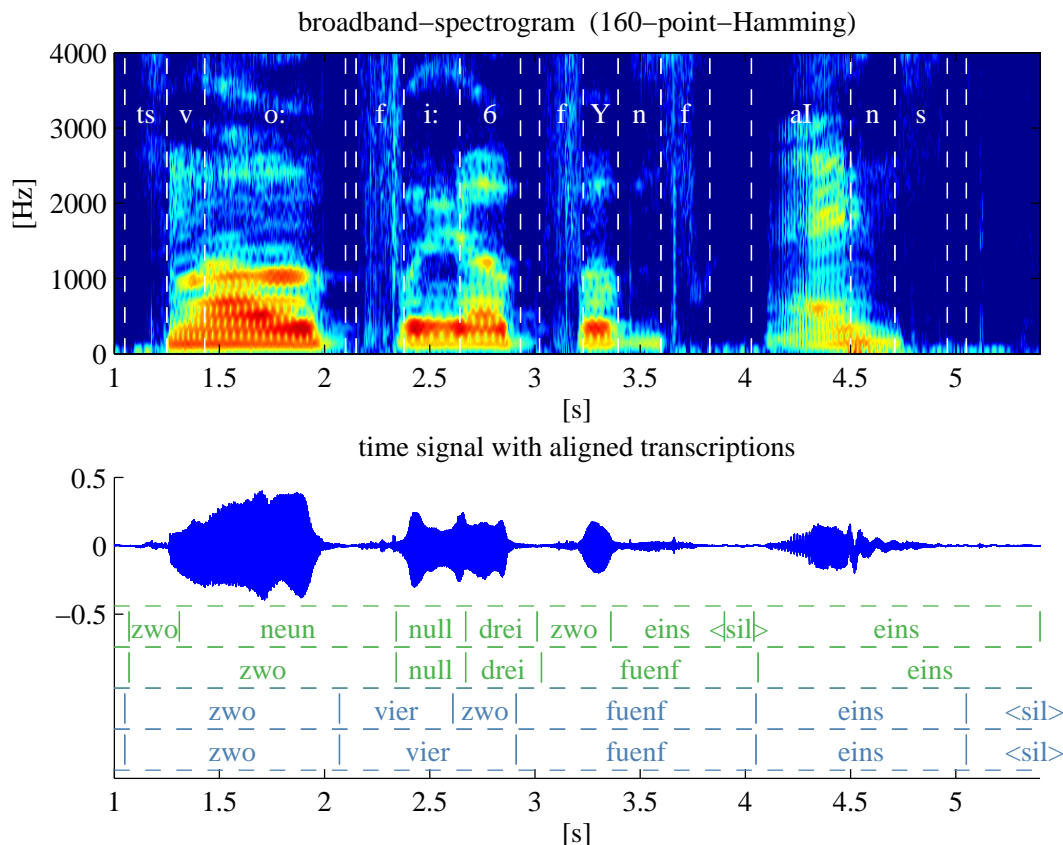 broadband−spectrogram (160−point−Hamming)
4000
3000
2000
1000
0
[Hz]
ts v o: f i: 6 f Y n f aI n s
1 1.5 2 2.5 3 3.5 4 4.5 5
[s]
time signal with aligned transcriptions
0.5
0
−0.5
zwo neun null drei zwo eins <sil> eins
zwo null drei fuenf eins
zwo vier zwo fuenf eins <sil>
zwo vier fuenf eins <sil>
1 1.5 2 2.5 3 3.5 4 4.5 5
[s]